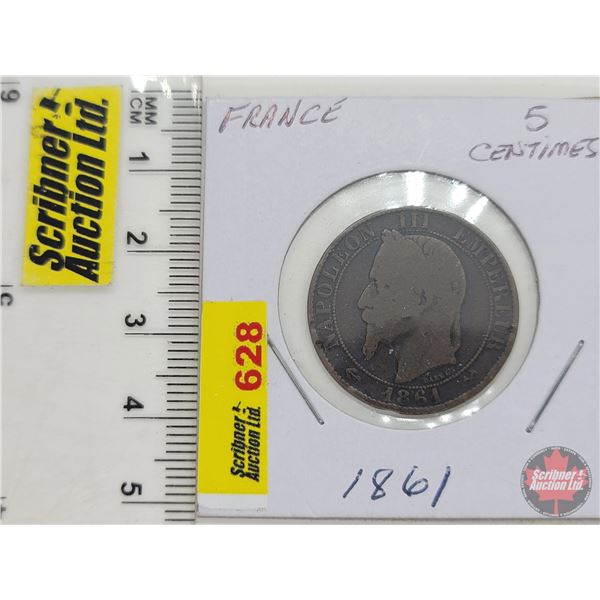 Scribner
Auction Ltd.
MM
CM
1
2
3
4
5
FRANCE
5
CENTIMES
NAPOLEON III EMPEREUR
1861
628
Scribner
Auction Ltd.
1861
Scribner
Auction Ltd.